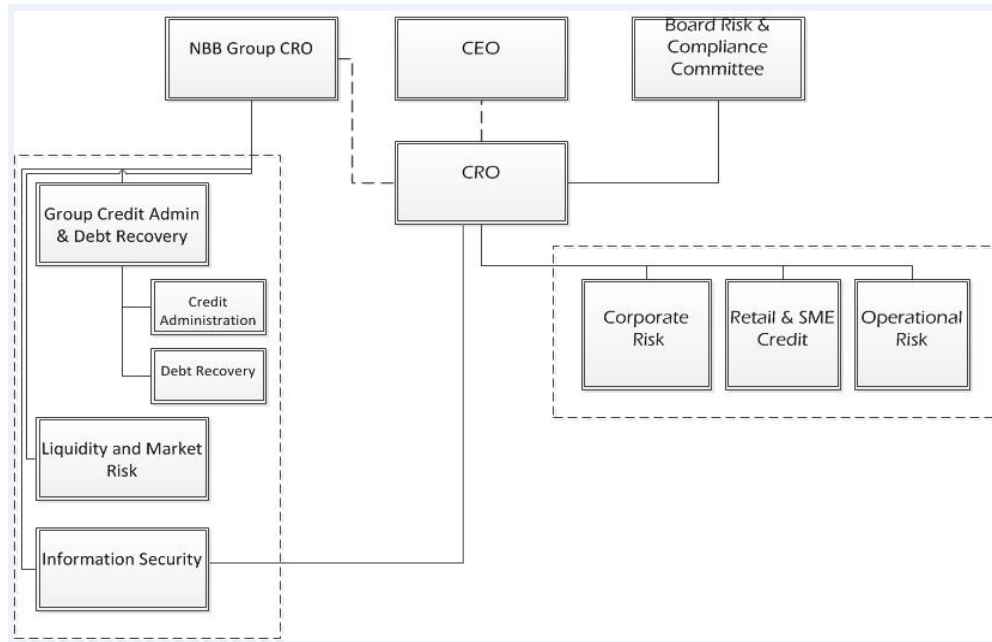 NBB Group CRO
CEO
Board Risk &
Compliance
Committee
CRO
Group Credit Admin
& Debt Recovery
Credit
Administration
Debt Recovery
Liquidity and Market
Risk
Information Security
Corporate
Risk
Retail & SME
Credit
Operational
Risk